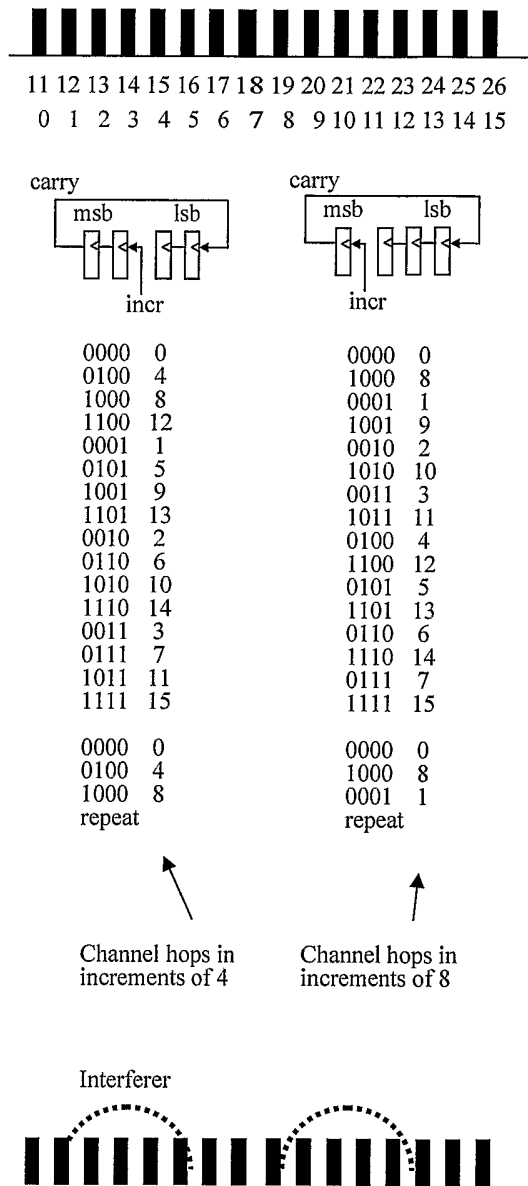 11 12 13 14 15 16 17 18 19 20 21 22 23 24 25 26
0 1 2 3 4 5 6 7 8 9 10 11 12 13 14 15
carry
msb lsb
incr
0000 0
0100 4
1000 8
1100 12
0001 1
0101 5
1001 9
1101 13
0010 2
0110 6
1010 10
1110 14
0011 3
0111 7
1011 11
1111 15
0000 0
0100 4
1000 8
repeat
Channel hops in
increments of 4
carry
msb lsb
incr
0000 0
1000 8
0001 1
1001 9
0010 2
1010 10
0011 3
1011 11
0100 4
1100 12
0101 5
1101 13
0110 6
1110 14
0111 7
1111 15
0000 0
1000 8
0001 1
repeat
Channel hops in
increments of 8
Interferer